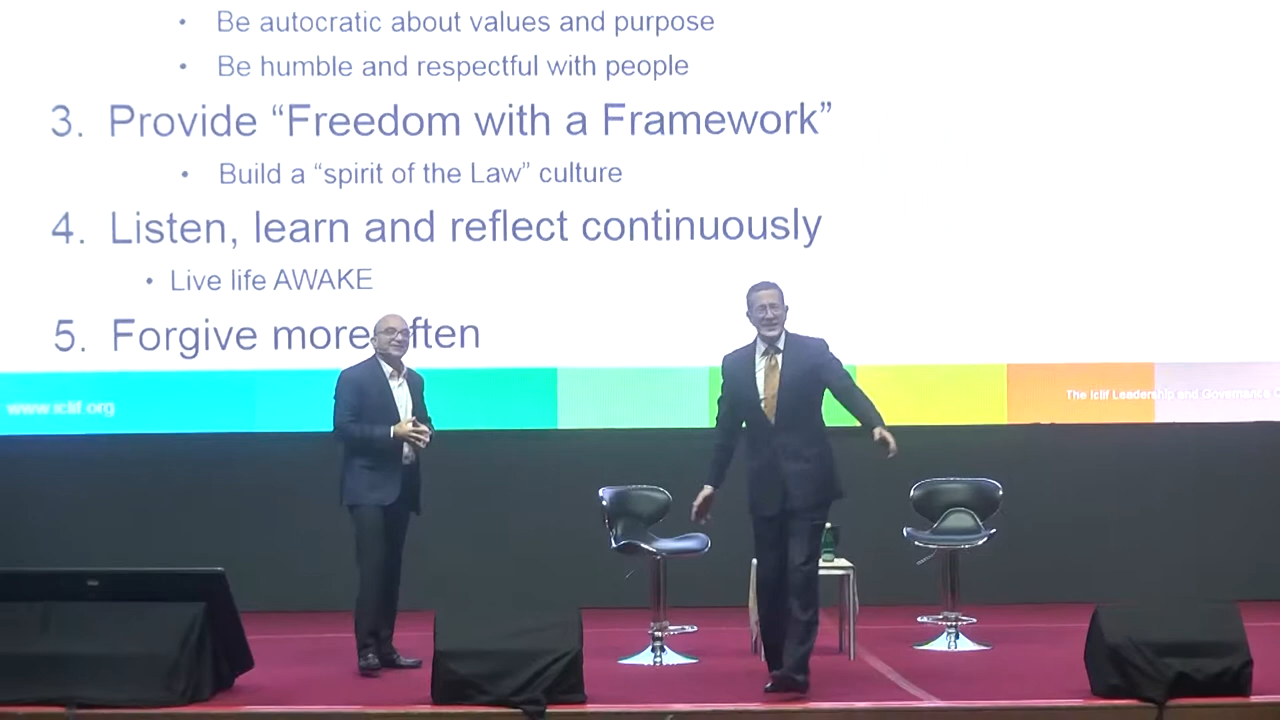 • Be autocratic about values and purpose
• Be humble and respectful with people
3. Provide “Freedom with a Framework”
• Build a “spirit of the Law” culture
4. Listen, learn and reflect continuously
• Live life AWAKE
5. Forgive more often
www.iclif.org
The Iclif Leadership and Governance